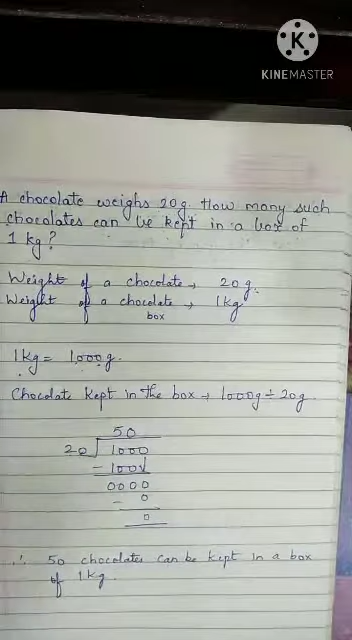 K
KINEMASTER
A chocolate weighs 20g. How many such
chocolates can be kept in a box of
1 kg?
Weight of a chocolate → 20g.
Weight of a chocolate → 1kg
box
1kg = 1000g.
Chocolate kept in the box → 1000g ÷ 20g.
50
20 ) 1000
- 100↓
0000
- 0
0
∴ 50 chocolates can be kept in a box
of 1kg.